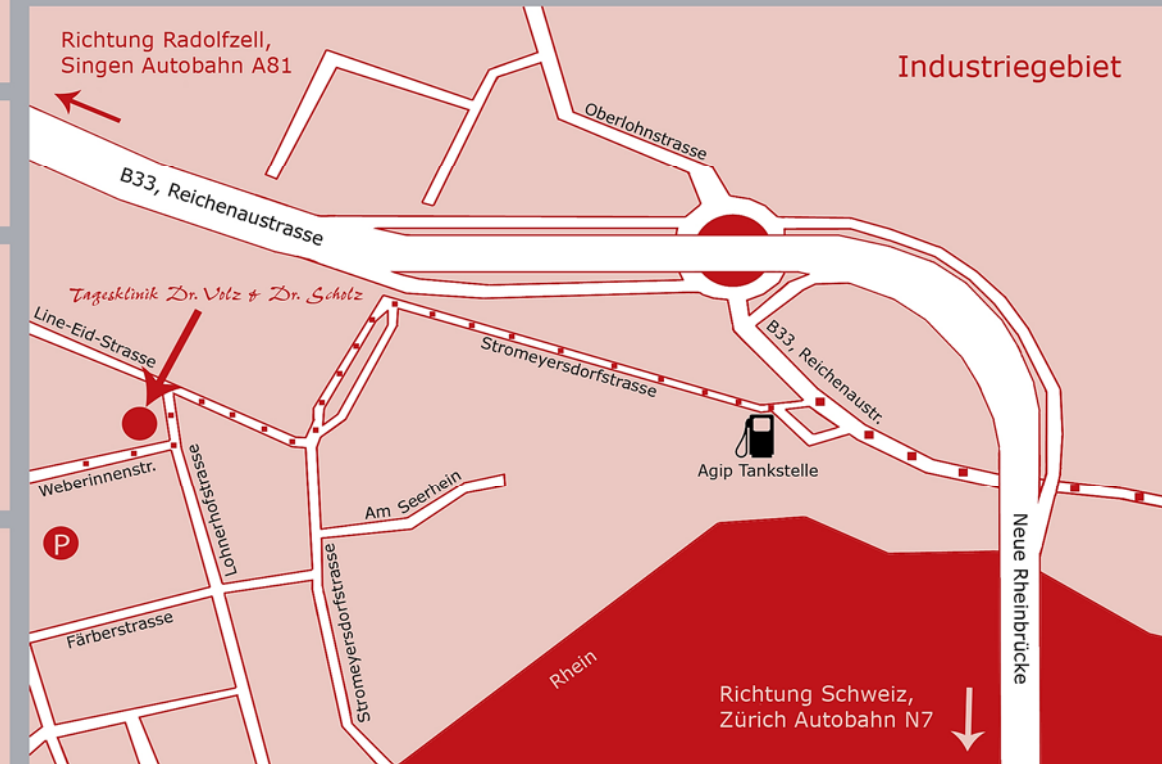 Richtung Radolfzell,
Singen Autobahn A81
Industriegebiet
Oberlohnstrasse
B33, Reichenaustrasse
Tagesklinik Dr. Volz & Dr. Scholz
Line-Eid-Strasse
Stromeyersdorfstrasse
B33, Reichenaustr.
Agip Tankstelle
Weberinnenstr.
Lohnerhofstrasse
Am Seerhein
P
Neue Rheinbrücke
Stromeyersdorfstrasse
Färberstrasse
Rhein
Richtung Schweiz,
Zürich Autobahn N7